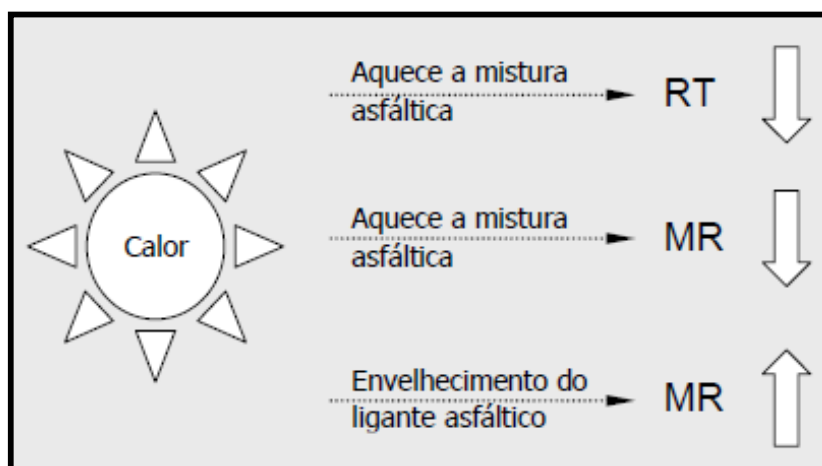 Aquece a mistura
asfáltica
RT
Calor
Aquece a mistura
asfáltica
MR
Envelhecimento do
ligante asfáltico
MR